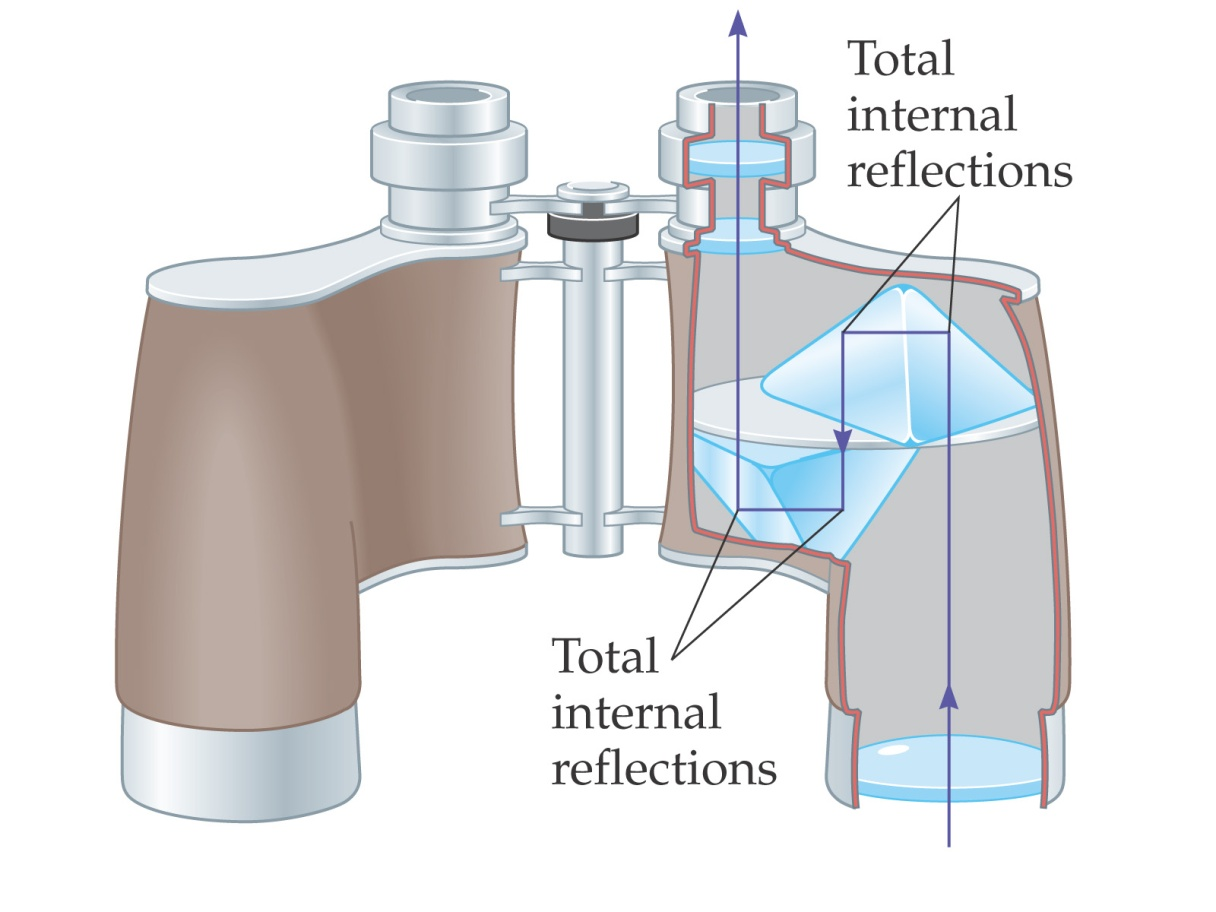 Total
internal
reflections
Total
internal
reflections